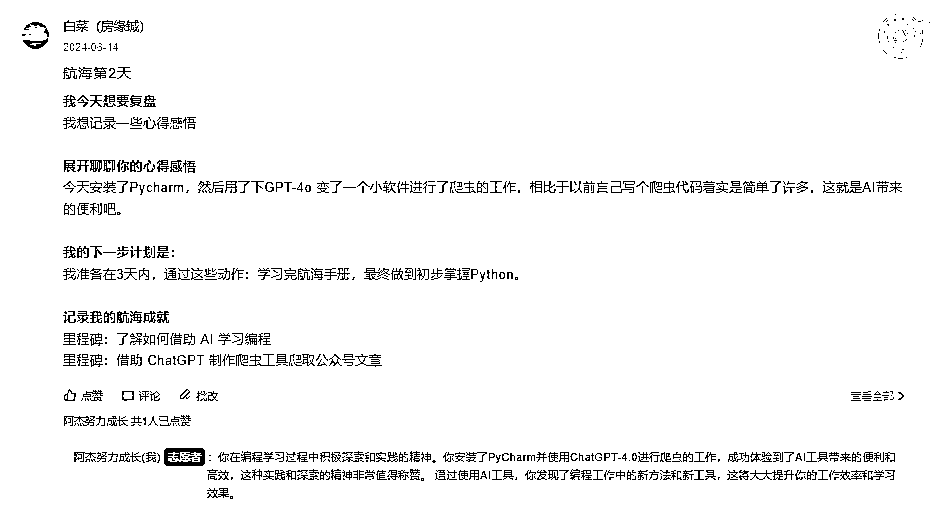 白菜（房缘铖）
2024-06-14
航海第2天
我今天想要复盘
我想记录一些心得感悟
展开聊聊你的心得感悟
今天安装了Pycharm，然后用了下GPT-4o 变了一个小软件进行了爬虫的工作，相比于以前自己写个爬虫代码着实是简单了许多，这就是AI带来
的便利吧。
我的下一步计划是：
我准备在3天内，通过这些动作：学习完航海手册，最终做到初步掌握Python。
记录我的航海成就
里程碑：了解如何借助 AI 学习编程
里程碑：借助 ChatGPT 制作爬虫工具爬取公众号文章
点赞 评论 批改 查看全部
阿杰努力成长 共1人已点赞
阿杰努力成长(我) 志愿者 ：你在编程学习过程中积极探索和实践的精神。你安装了PyCharm并使用ChatGPT-4.0进行爬虫的工作，成功体验到了AI工具带来的便利和
高效，这种实践和探索的精神非常值得称赞。 通过使用AI工具，你发现了编程工作中的新方法和新工具，这将大大提升你的工作效率和学习
效果。